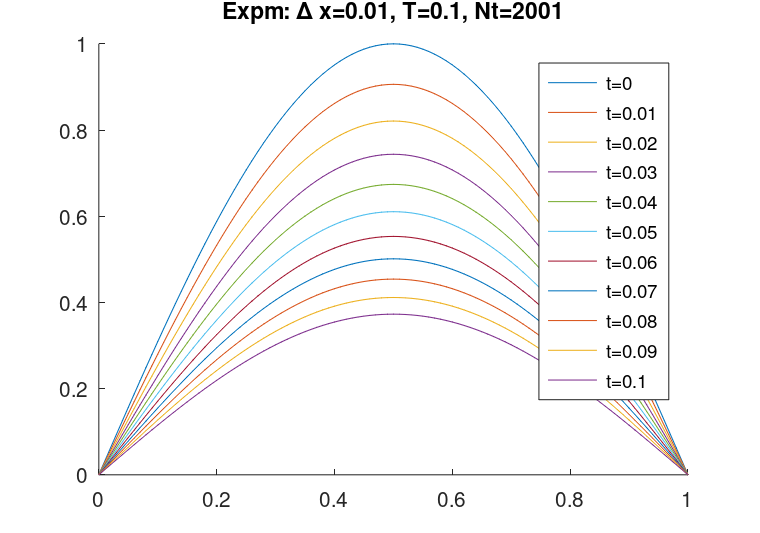 Expm: Δ x=0.01, T=0.1, Nt=2001
1
0.8
0.6
0.4
0.2
0
0 0.2 0.4 0.6 0.8 1
t=0
t=0.01
t=0.02
t=0.03
t=0.04
t=0.05
t=0.06
t=0.07
t=0.08
t=0.09
t=0.1